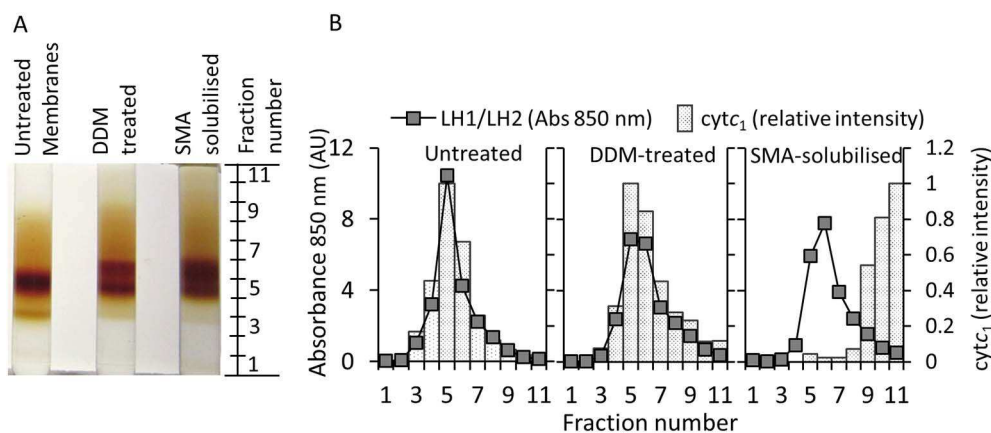 A
Untreated
Membranes
DDM
treated
SMA
solubilised
Fraction
number
11
9
7
5
3
1
B
LH1/LH2 (Abs 850 nm)
cytc₁ (relative intensity)
Untreated
DDM-treated
SMA-solubilised
Absorbance 850 nm (AU)
12
8
4
0
1 3 5 7 9 11
1 3 5 7 9 11
1 3 5 7 9 11
Fraction number
1.2
1
0.8
0.6
0.4
0.2
0
cytc₁ (relative intensity)